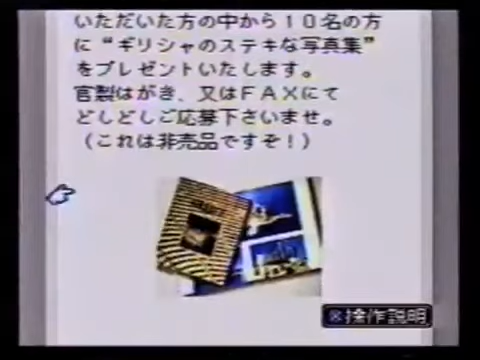 いただいた方の中から１０名の方
に“ギリシャのステキな写真集”
をプレゼントいたします。
官製はがき、又はＦＡＸにて
どしどしご応募下さいませ。
（これは非売品ですぞ！）
※操作説明